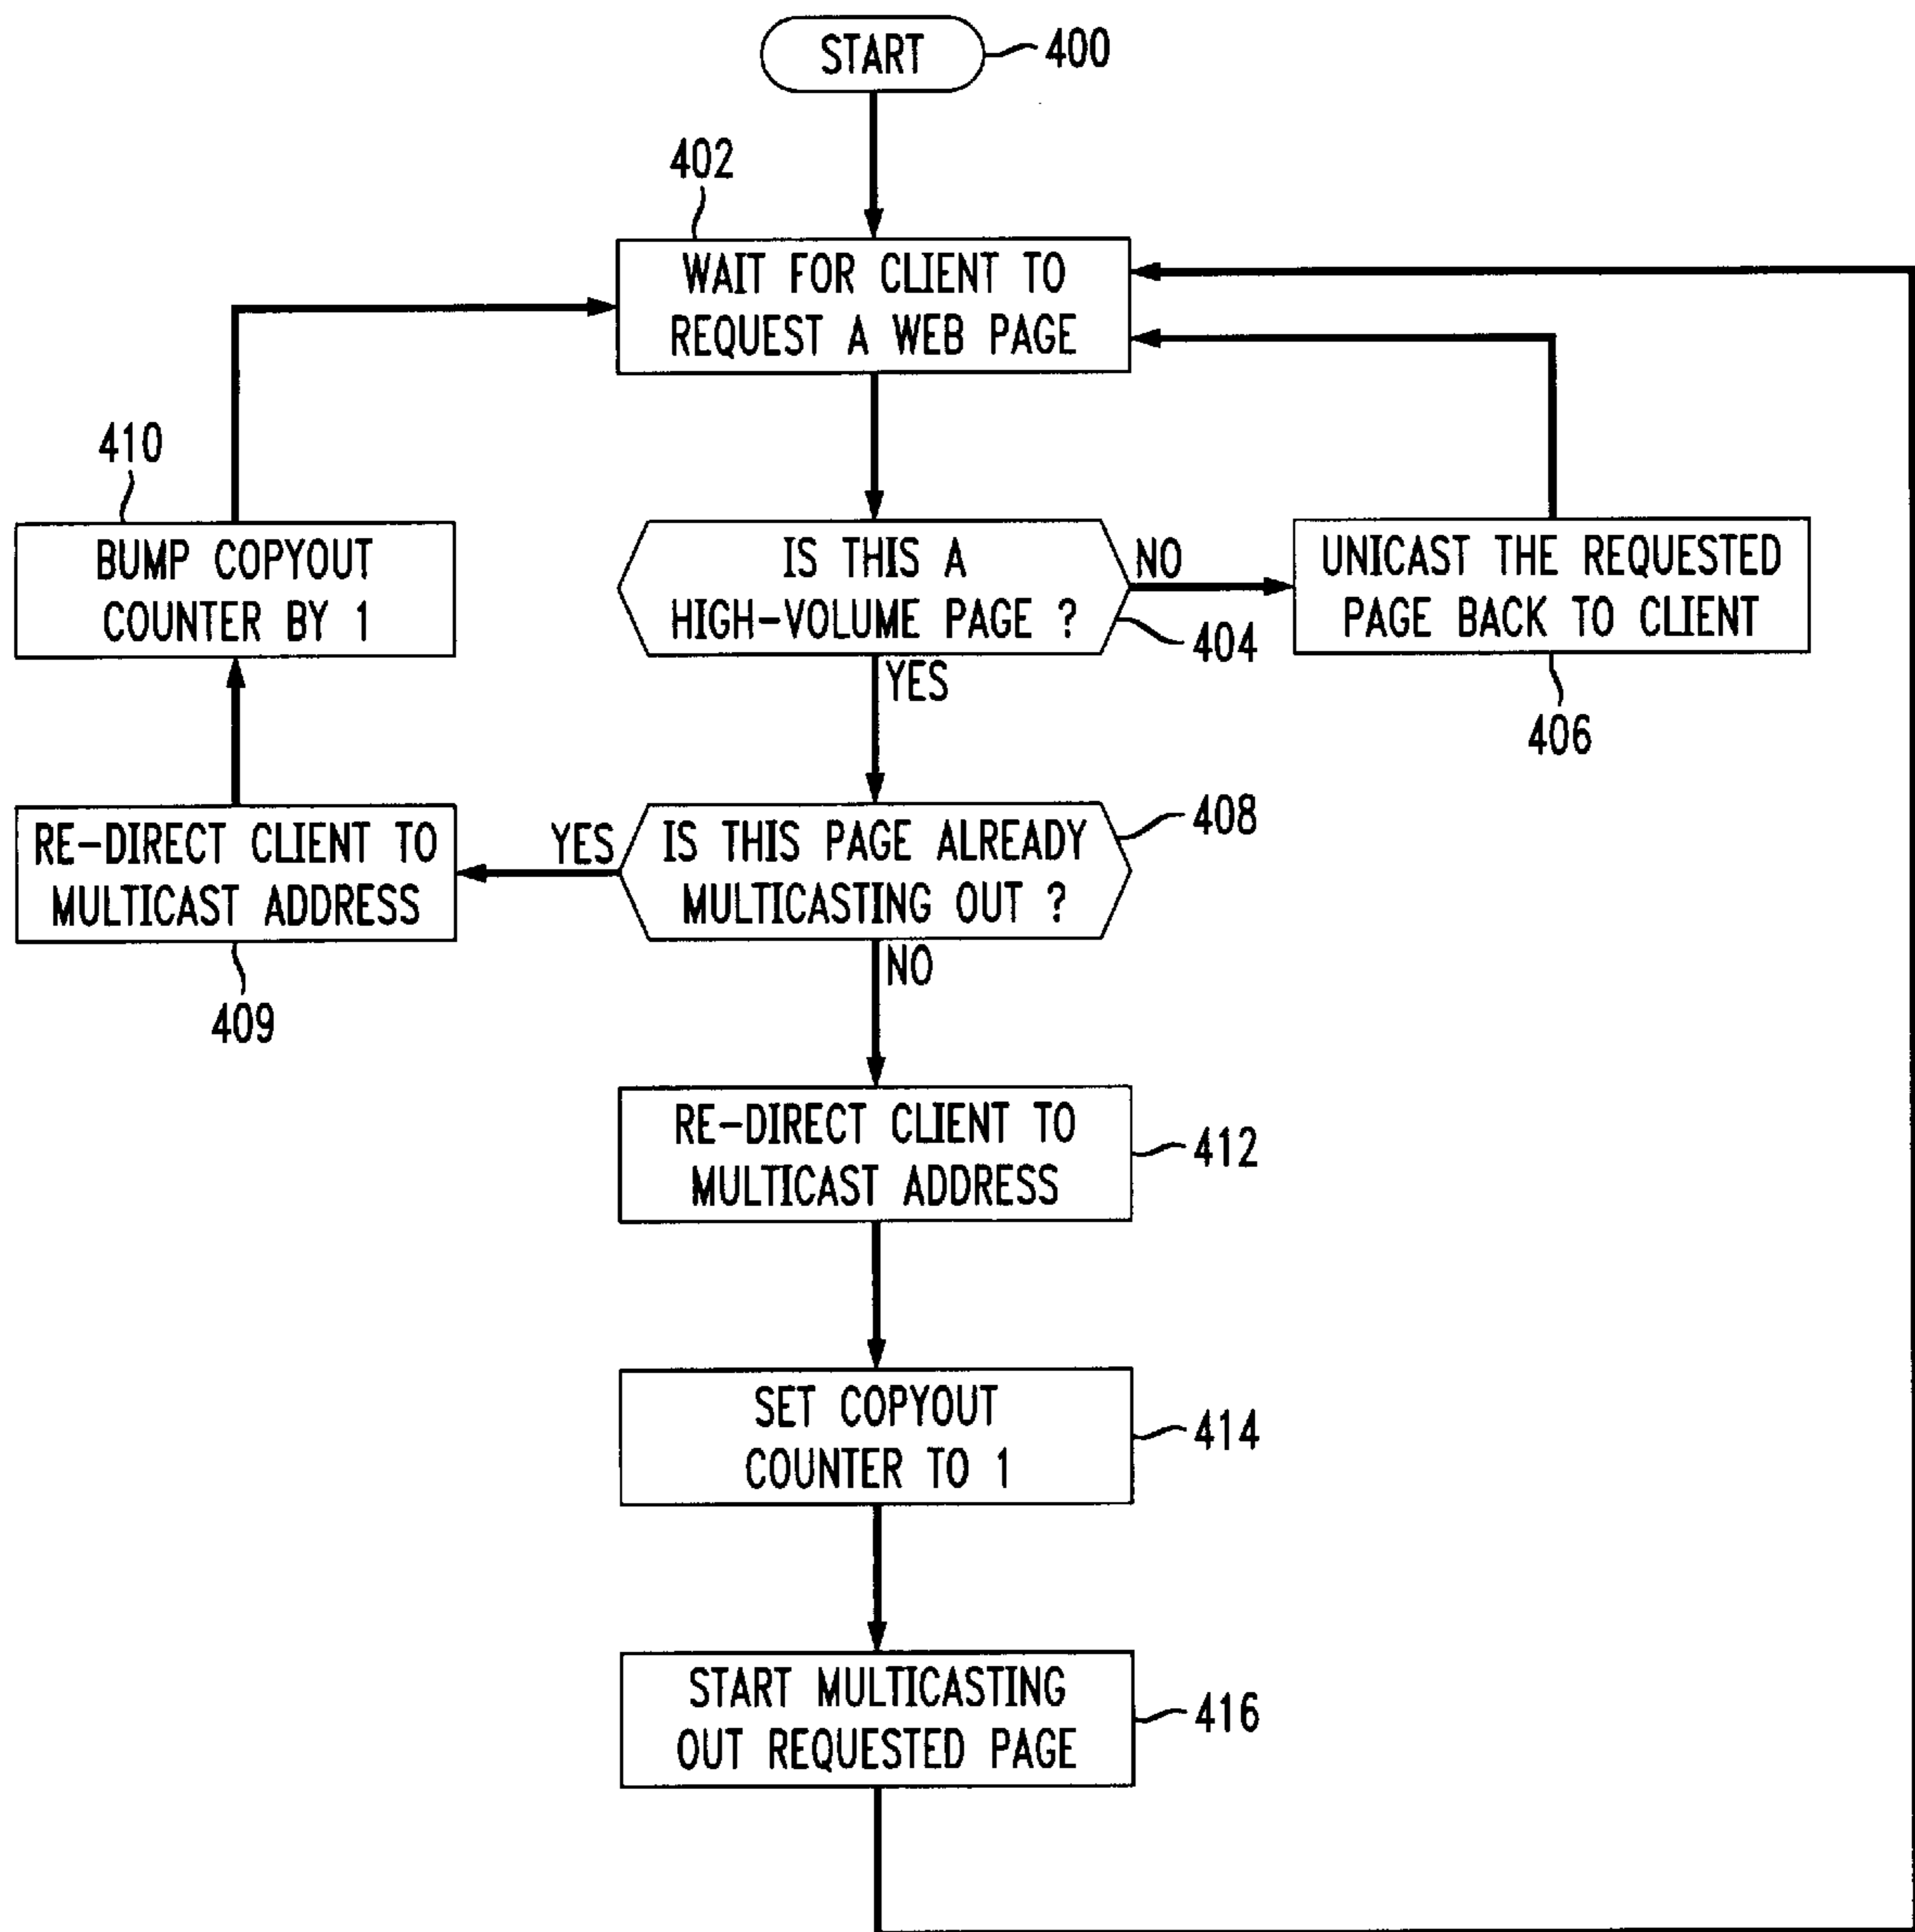 START
400
402
WAIT FOR CLIENT TO
REQUEST A WEB PAGE
410
BUMP COPYOUT
COUNTER BY 1
IS THIS A
HIGH-VOLUME PAGE ?
NO
404
YES
UNICAST THE REQUESTED
PAGE BACK TO CLIENT
406
RE-DIRECT CLIENT TO
MULTICAST ADDRESS
409
YES
IS THIS PAGE ALREADY
MULTICASTING OUT ?
408
NO
RE-DIRECT CLIENT TO
MULTICAST ADDRESS
412
SET COPYOUT
COUNTER TO 1
414
START MULTICASTING
OUT REQUESTED PAGE
416